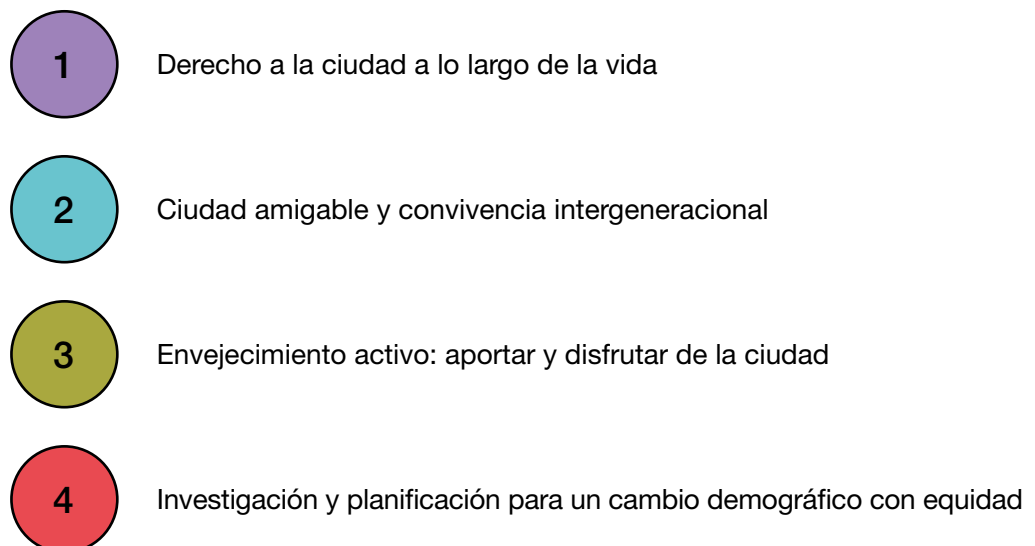 1 Derecho a la ciudad a lo largo de la vida
2 Ciudad amigable y convivencia intergeneracional
3 Envejecimiento activo: aportar y disfrutar de la ciudad
4 Investigación y planificación para un cambio demográfico con equidad